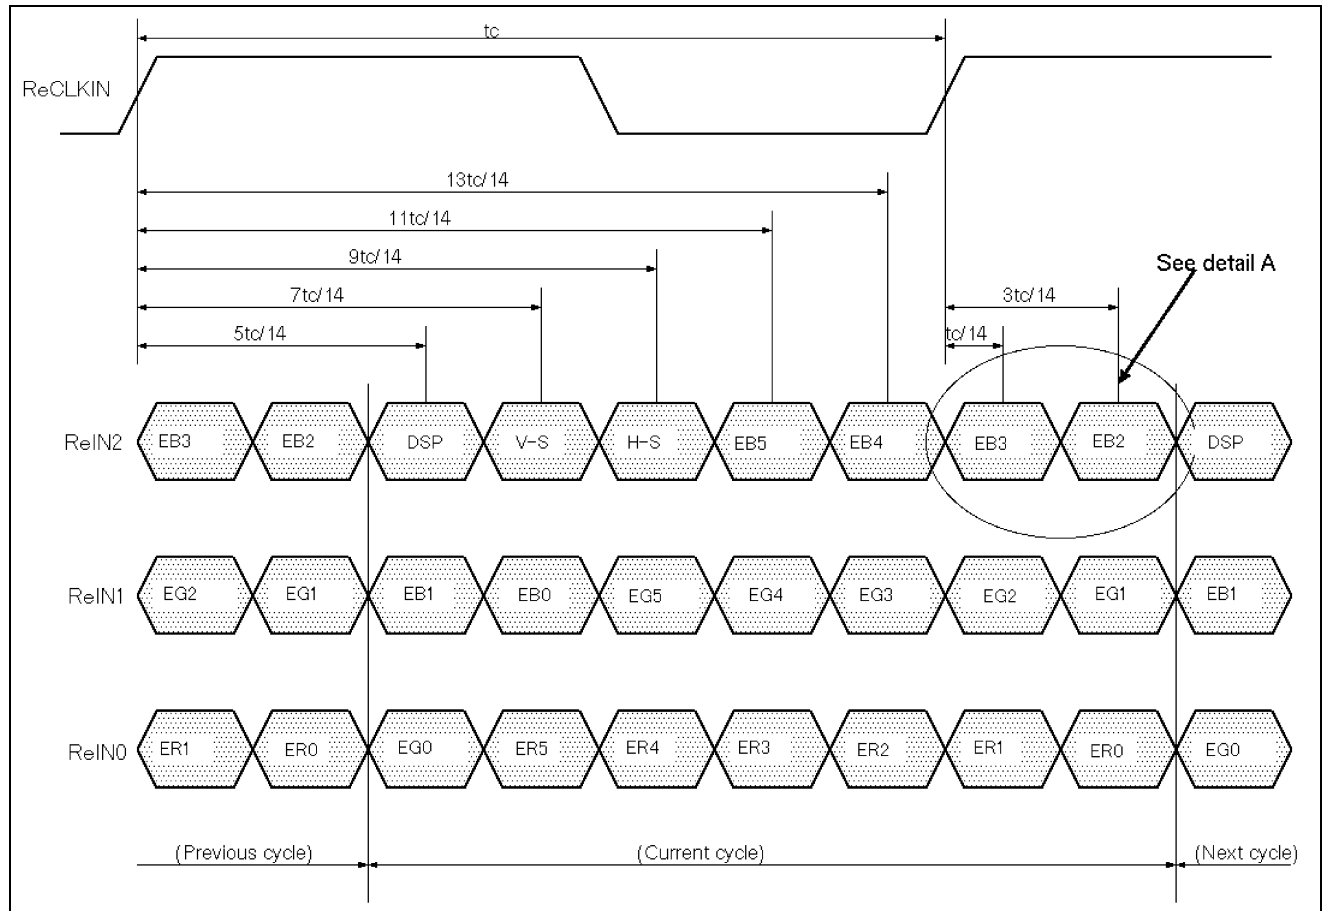 tc
ReCLKIN
13tc/14
11tc/14
9tc/14
See detail A
7tc/14
3tc/14
5tc/14
tc/14
ReIN2 EB3 EB2 DSP V-S H-S EB5 EB4 EB3 EB2 DSP
ReIN1 EG2 EG1 EB1 EB0 EG5 EG4 EG3 EG2 EG1 EB1
ReIN0 ER1 ER0 EG0 ER5 ER4 ER3 ER2 ER1 ER0 EG0
(Previous cycle) (Current cycle) (Next cycle)